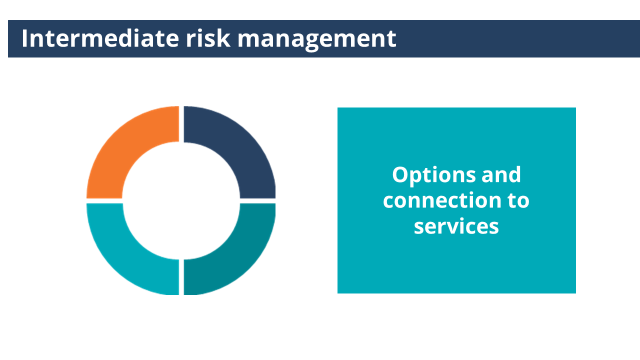 Intermediate risk management
Options and
connection to
services